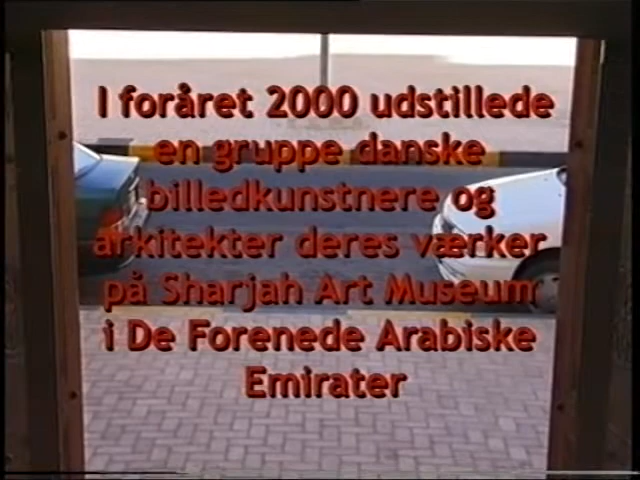 I foråret 2000 udstillede
en gruppe danske
billedkunstnere og
arkitekter deres værker
på Sharjah Art Museum
i De Forenede Arabiske
Emirater